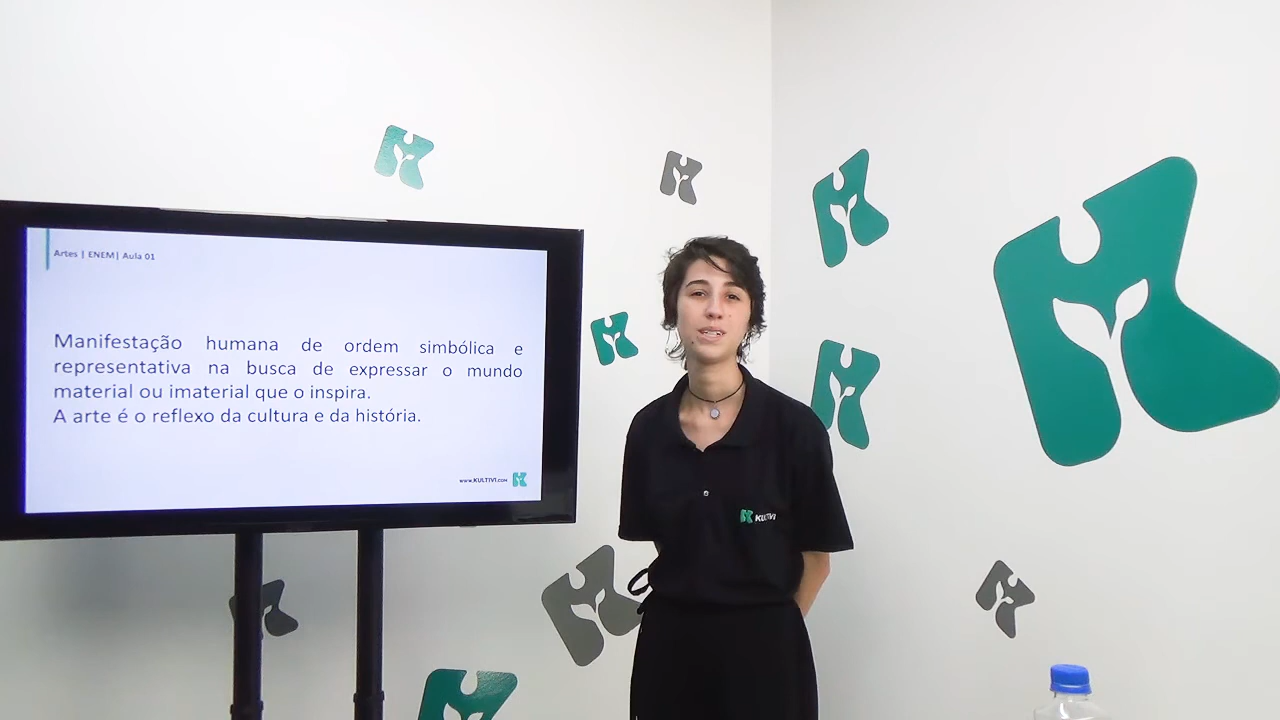 Artes | ENEM| Aula 01
Manifestação humana de ordem simbólica e
representativa na busca de expressar o mundo
material ou imaterial que o inspira.
A arte é o reflexo da cultura e da história.
www.KULTIVI.COM
KULTIVI